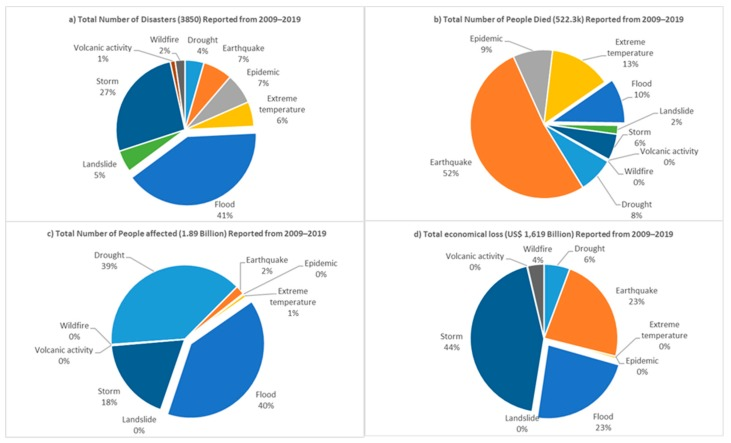 a) Total Number of Disasters (3850) Reported from 2009–2019
Wildfire
2%
Drought
4%
Volcanic activity
1%
Earthquake
7%
Storm
27%
Epidemic
7%
Extreme
temperature
6%
Landslide
5%
Flood
41%
b) Total Number of People Died (522.3k) Reported from 2009–2019
Epidemic
9%
Extreme
temperature
13%
Flood
10%
Landslide
2%
Storm
6%
Volcanic activity
0%
Wildfire
0%
Earthquake
52%
Drought
8%
c) Total Number of People affected (1.89 Billion) Reported from 2009–2019
Drought
39%
Earthquake
2%
Epidemic
0%
Extreme
temperature
1%
Wildfire
0%
Volcanic activity
0%
Storm
18%
Landslide
0%
Flood
40%
d) Total economical loss (US$ 1,619 Billion) Reported from 2009–2019
Wildfire
4%
Drought
6%
Volcanic activity
0%
Earthquake
23%
Extreme
temperature
0%
Storm
44%
Epidemic
0%
Landslide
0%
Flood
23%